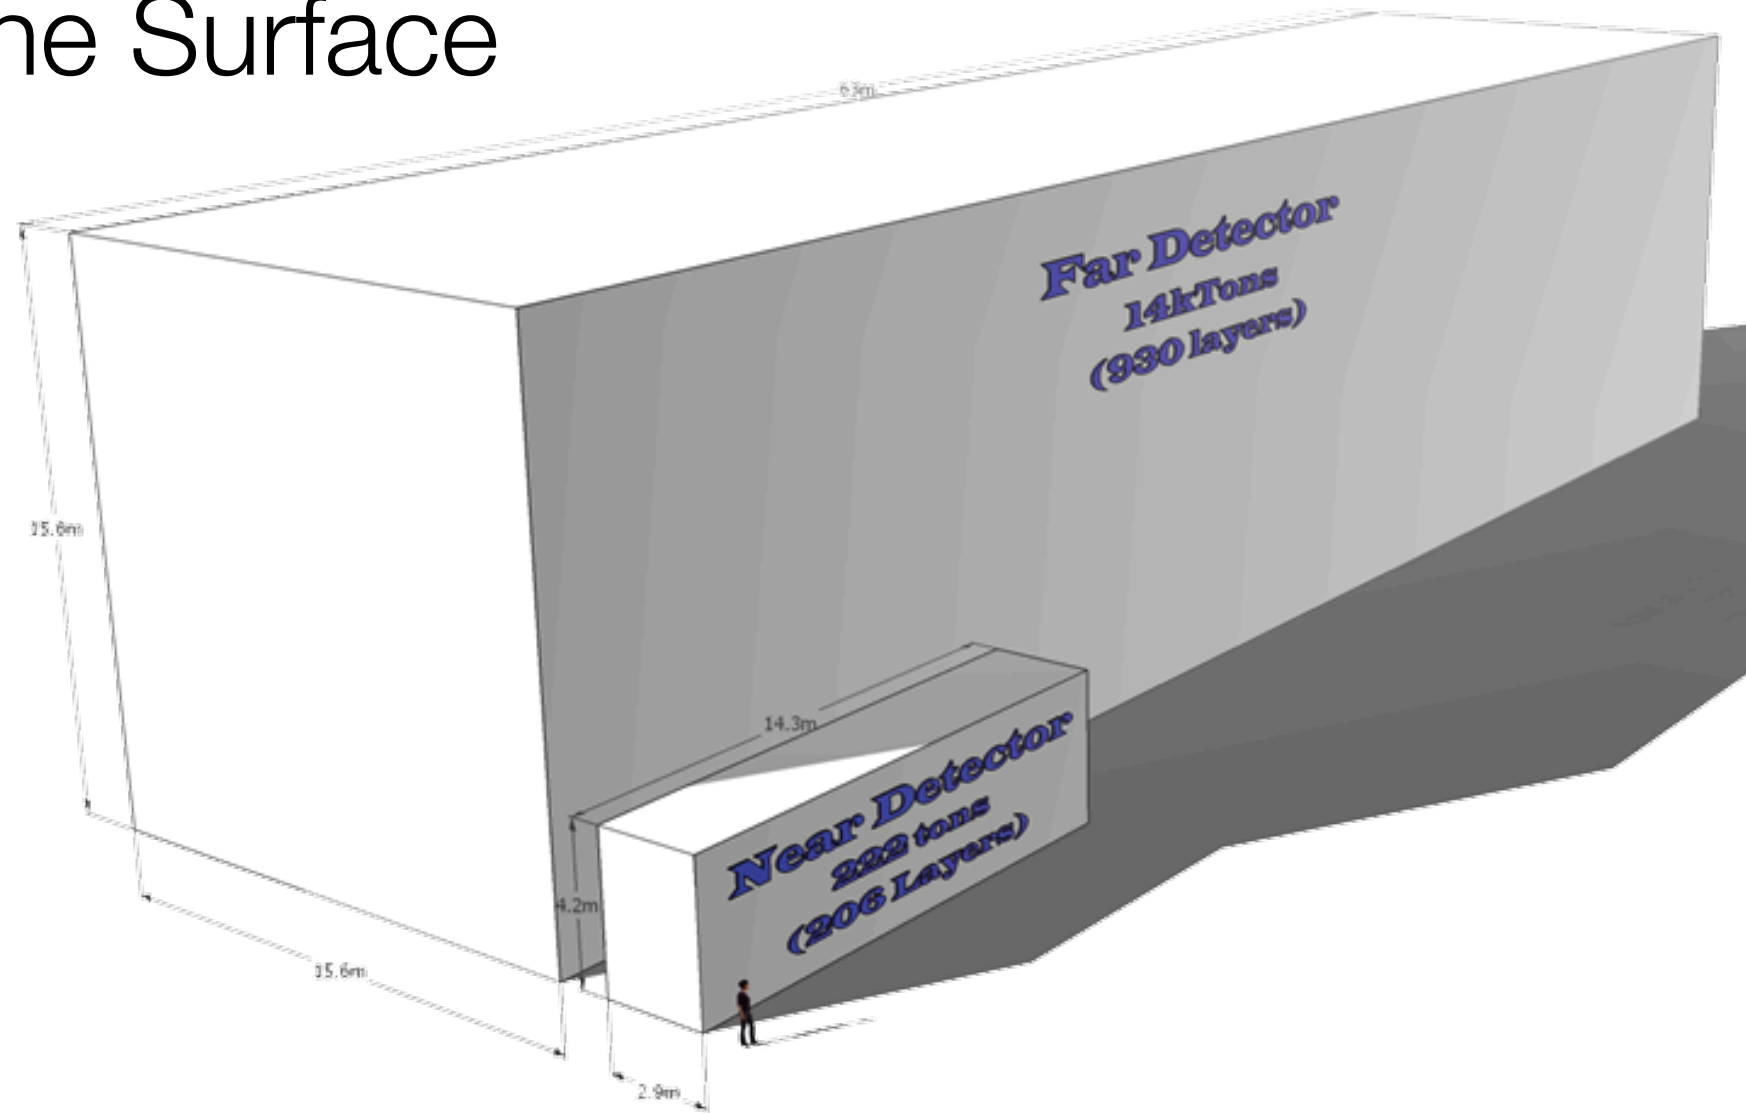 ne Surface
63m
Far Detector
14kTons
(930 layers)
15.6m
14.3m
Near Detector
222 tons
(206 Layers)
4.2m
15.6m
2.9m